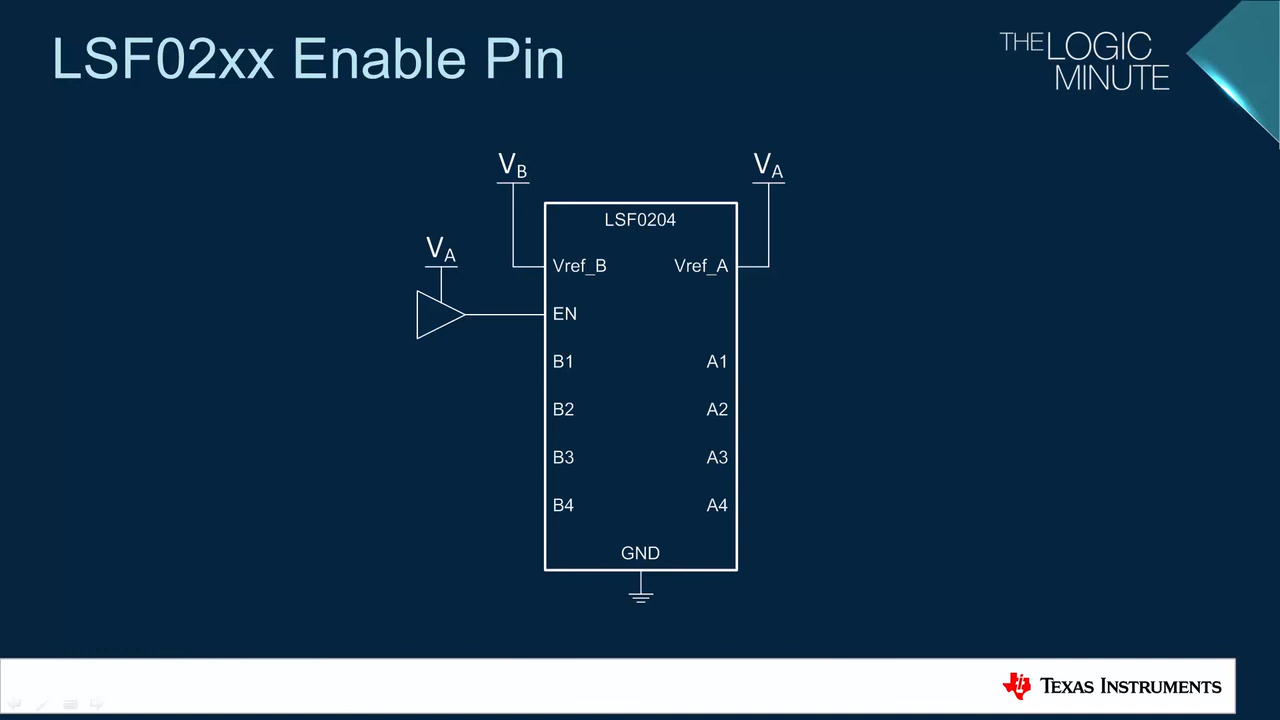 LSF02xx Enable Pin
THE LOGIC
MINUTE
VB
VA
LSF0204
VA
Vref_B
Vref_A
EN
B1
A1
B2
A2
B3
A3
B4
A4
GND
TEXAS INSTRUMENTS